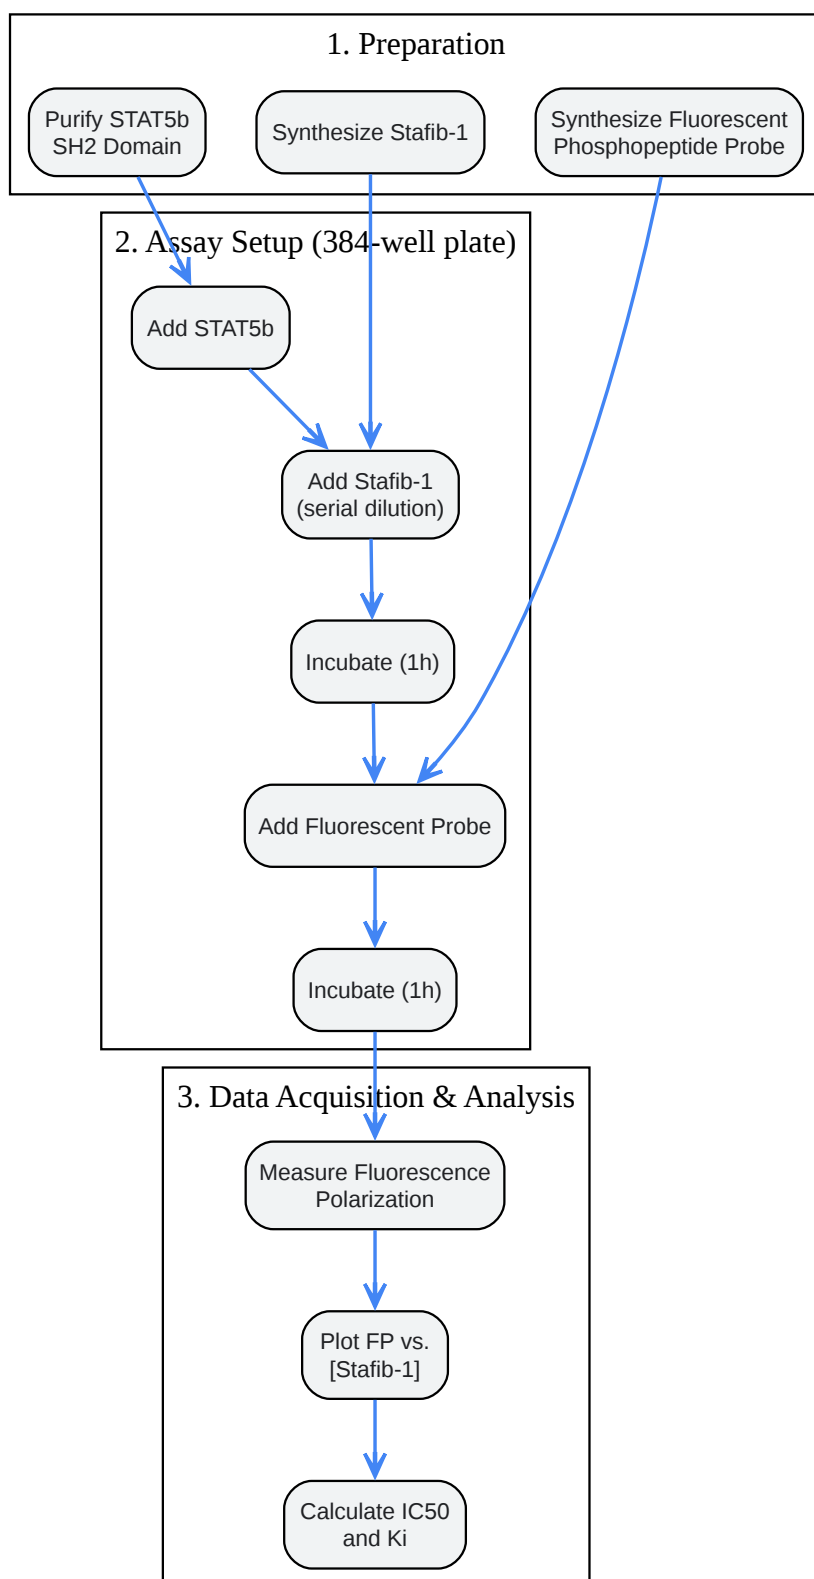 1. Preparation
Purify STAT5b
SH2 Domain
Synthesize Stafib-1
Synthesize Fluorescent
Phosphopeptide Probe
2. Assay Setup (384-well plate)
Add STAT5b
Add Stafib-1
(serial dilution)
Incubate (1h)
Add Fluorescent Probe
Incubate (1h)
3. Data Acquisition & Analysis
Measure Fluorescence
Polarization
Plot FP vs.
[Stafib-1]
Calculate IC50
and Ki